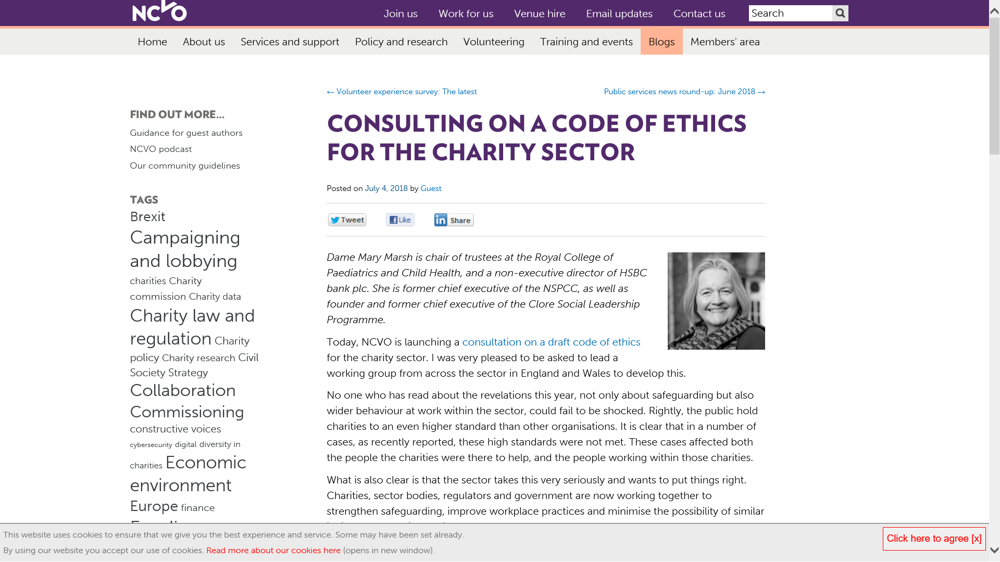 NCVO
Join us
Work for us
Venue hire
Email updates
Contact us
Search
Home
About us
Services and support
Policy and research
Volunteering
Training and events
Blogs
Members' area
← Volunteer experience survey: The latest
Public services news round-up: June 2018 →
FIND OUT MORE…
Guidance for guest authors
NCVO podcast
Our community guidelines
TAGS
Brexit
Campaigning
and lobbying
charities Charity
commission Charity data
Charity law and
regulation Charity
policy Charity research Civil
Society Strategy
Collaboration
Commissioning
constructive voices
cybersecurity digital diversity in
charities Economic
environment
Europe finance
CONSULTING ON A CODE OF ETHICS
FOR THE CHARITY SECTOR
Posted on July 4, 2018 by Guest
Tweet
Like
in Share
Dame Mary Marsh is chair of trustees at the Royal College of
Paediatrics and Child Health, and a non-executive director of HSBC
bank plc. She is former chief executive of the NSPCC, as well as
founder and former chief executive of the Clore Social Leadership
Programme.
Today, NCVO is launching a consultation on a draft code of ethics
for the charity sector. I was very pleased to be asked to lead a
working group from across the sector in England and Wales to develop this.
No one who has read about the revelations this year, not only about safeguarding but also
wider behaviour at work within the sector, could fail to be shocked. Rightly, the public hold
charities to an even higher standard than other organisations. It is clear that in a number of
cases, as recently reported, these high standards were not met. These cases affected both
the people the charities were there to help, and the people working within those charities.
What is also clear is that the sector takes this very seriously and wants to put things right.
Charities, sector bodies, regulators and government are now working together to
strengthen safeguarding, improve workplace practices and minimise the possibility of similar
This website uses cookies to ensure that we give you the best experience and service. Some may have been set already.
By using our website you accept our use of cookies. Read more about our cookies here (opens in new window).
Click here to agree [x]